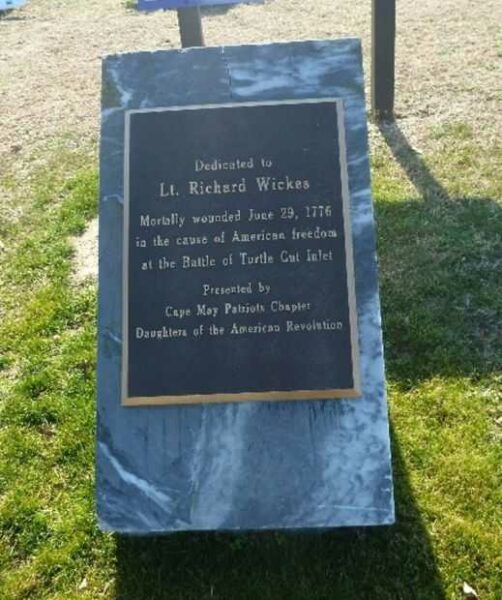 Dedicated to
Lt. Richard Wickes
Mortally wounded June 29, 1776
in the cause of American freedom
at the Battle of Turtle Gut Inlet
Presented by
Cape May Patriots Chapter
Daughters of the American Revolution